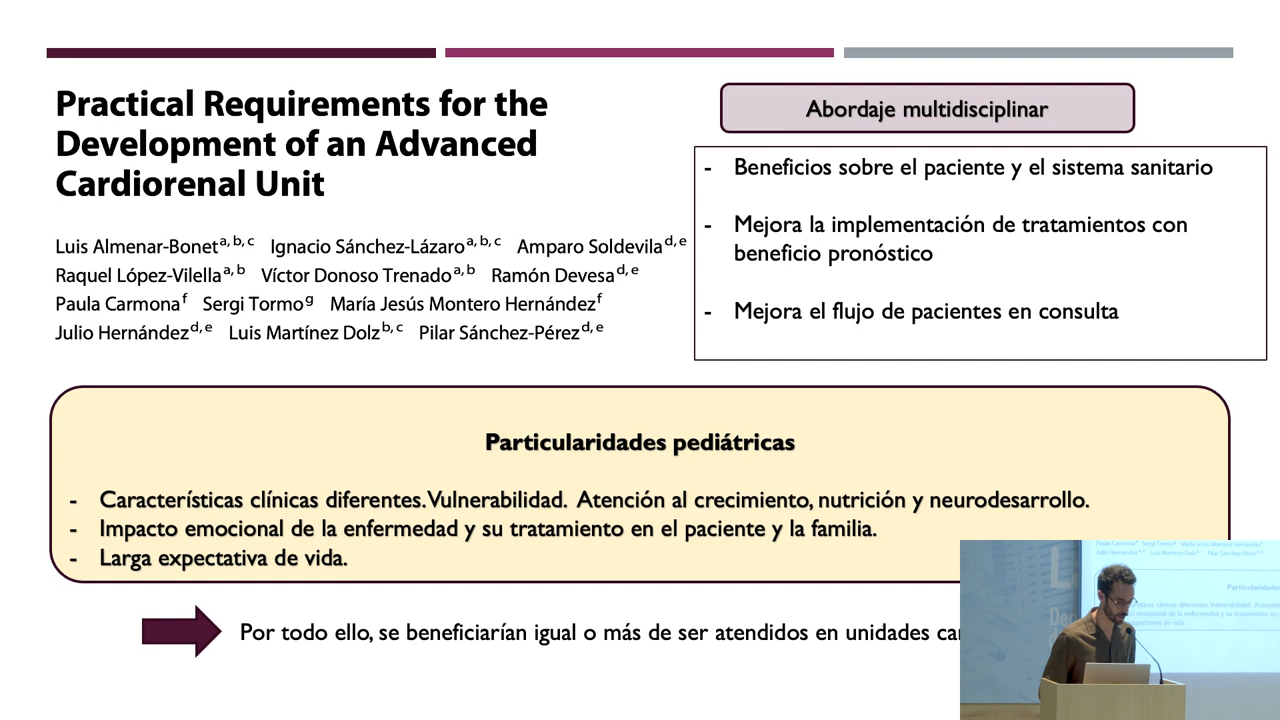 Practical Requirements for the
Development of an Advanced
Cardiorenal Unit
Luis Almenar-Bonet a, b, c Ignacio Sánchez-Lázaro a, b, c Amparo Soldevila d, e
Raquel López-Vilella a, b Víctor Donoso Trenado a, b Ramón Devesa d, e
Paula Carmona f Sergi Tormo g María Jesús Montero Hernández f
Julio Hernández d, e Luis Martínez Dolz b, c Pilar Sánchez-Pérez d, e
Abordaje multidisciplinar
- Beneficios sobre el paciente y el sistema sanitario
- Mejora la implementación de tratamientos con
beneficio pronóstico
- Mejora el flujo de pacientes en consulta
Particularidades pediátricas
- Características clínicas diferentes. Vulnerabilidad. Atención al crecimiento, nutrición y neurodesarrollo.
- Impacto emocional de la enfermedad y su tratamiento en el paciente y la familia.
- Larga expectativa de vida.
Por todo ello, se beneficiarían igual o más de ser atendidos en unidades